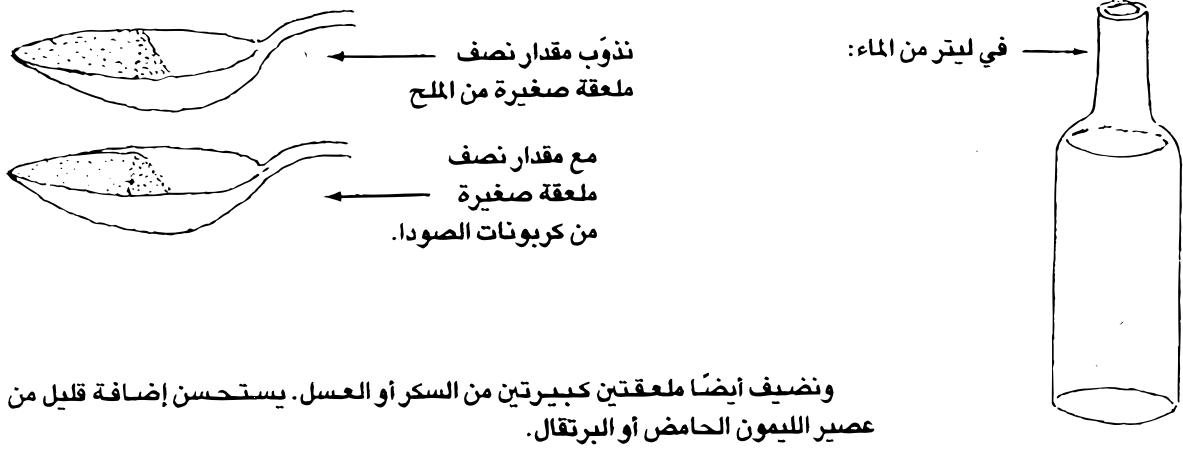 في ليتر من الماء:
نذوّب مقدار نصف
ملعقة صغيرة من الملح
مع مقدار نصف
ملعقة صغيرة
من كربونات الصودا.
ونضيف أيضًا ملعقتين كبيرتين من السكر أو العسل. يستحسن إضافة قليل من
عصير الليمون الحامض أو البرتقال.